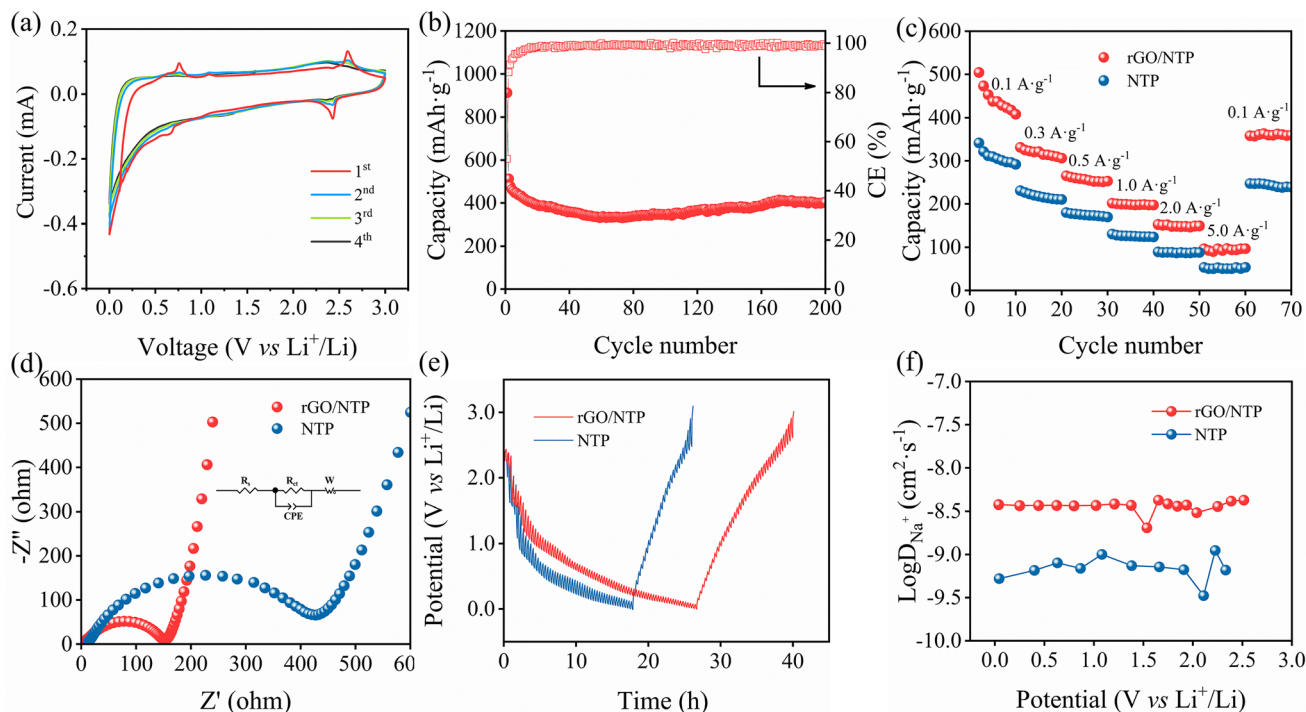 (a)
0.2
0.0
-0.2
-0.4
-0.6
Current (mA)
1st
2nd
3rd
4th
0.0 0.5 1.0 1.5 2.0 2.5 3.0
Voltage (V vs Li+/Li)
(b)
1200
1000
800
600
400
200
0
Capacity (mAh·g-1)
100
80
60
40
20
0
CE (%)
0 40 80 120 160 200
Cycle number
(c)
600
500
400
300
200
100
0
Capacity (mAh·g-1)
rGO/NTP
NTP
0.1 A·g-1
0.3 A·g-1
0.5 A·g-1
1.0 A·g-1
2.0 A·g-1
5.0 A·g-1
0.1 A·g-1
0 10 20 30 40 50 60 70
Cycle number
(d)
600
500
400
300
200
100
0
-Z'' (ohm)
rGO/NTP
NTP
Rs
Rct
W
CPE
0 100 200 300 400 500 60
Z' (ohm)
(e)
3.0
2.0
1.0
0.0
Potential (V vs Li+/Li)
rGO/NTP
NTP
0 10 20 30 40
Time (h)
(f)
-7.0
-7.5
-8.0
-8.5
-9.0
-9.5
-10.0
LogDNa+ (cm2·s-1)
rGO/NTP
NTP
0.0 0.5 1.0 1.5 2.0 2.5 3.0
Potential (V vs Li+/Li)